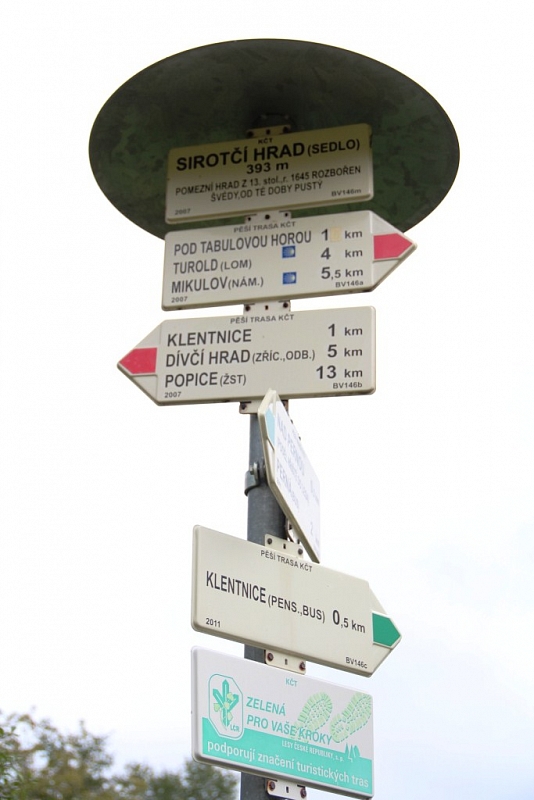 KČT
SIROTČÍ HRAD (SEDLO)
393 m
POMEZNÍ HRAD Z 13. stol., r. 1645 ROZBOŘEN
ŠVÉDY, OD TÉ DOBY PUSTÝ
2007 BV146m
PĚŠÍ TRASA KČT
POD TABULOVOU HOROU 1 km
TUROLD (LOM) 4 km
MIKULOV (NÁM.) 5,5 km
2007 BV146a
PĚŠÍ TRASA KČT
KLENTNICE 1 km
DÍVČÍ HRAD (ZŘÍC., ODB.) 5 km
POPICE (ŽST) 13 km
2007 BV146b
PĚŠÍ TRASA KČT
KLENTNICE (PENS., BUS) 0,5 km
2011 BV146c
KČT
ZELENÁ
PRO VAŠE KROKY
LČR LESY ČESKÉ REPUBLIKY, s.p.
podporují značení turistických tras